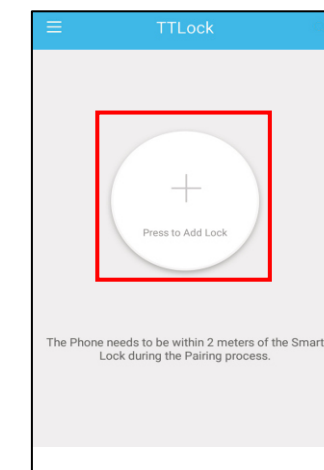 TTLock
Press to Add Lock
The Phone needs to be within 2 meters of the Smart
Lock during the Pairing process.